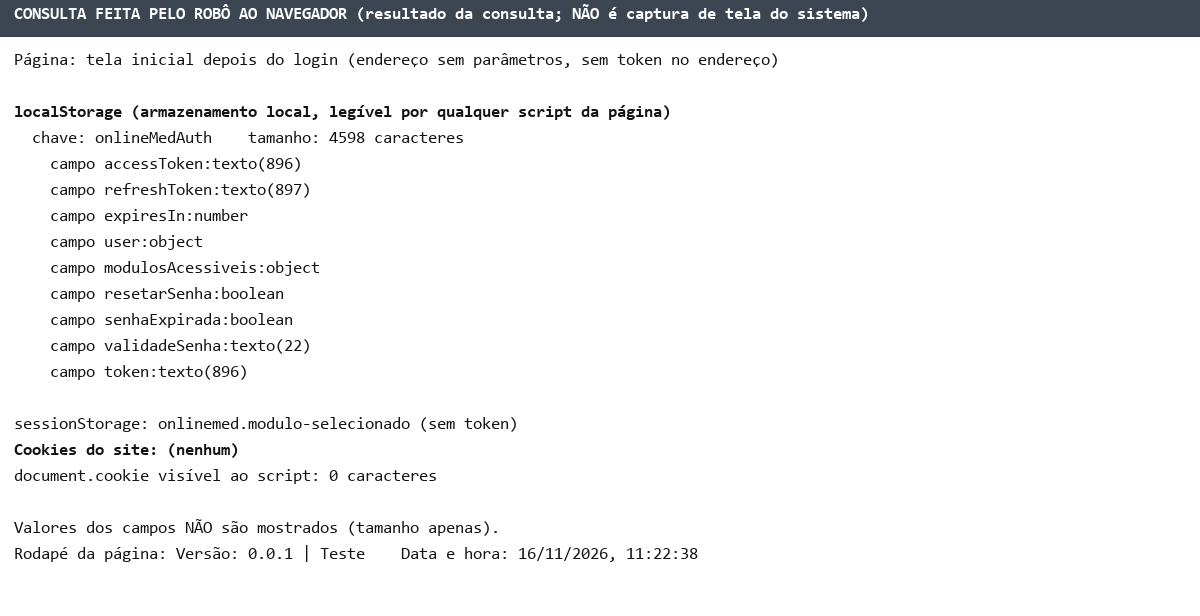 CONSULTA FEITA PELO ROBÔ AO NAVEGADOR (resultado da consulta; NÃO é captura de tela do sistema)
Página: tela inicial depois do login (endereço sem parâmetros, sem token no endereço)
localStorage (armazenamento local, legível por qualquer script da página)
chave: onlineMedAuth    tamanho: 4598 caracteres
campo accessToken:texto(896)
campo refreshToken:texto(897)
campo expiresIn:number
campo user:object
campo modulosAcessiveis:object
campo resetarSenha:boolean
campo senhaExpirada:boolean
campo validadeSenha:texto(22)
campo token:texto(896)
sessionStorage: onlinemed.modulo-selecionado (sem token)
Cookies do site: (nenhum)
document.cookie visível ao script: 0 caracteres
Valores dos campos NÃO são mostrados (tamanho apenas).
Rodapé da página: Versão: 0.0.1 | Teste    Data e hora: 16/11/2026, 11:22:38